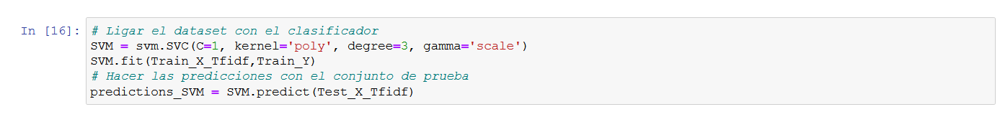 In [16]: # Ligar el dataset con el clasificador
SVM = svm.SVC(C=1, kernel='poly', degree=3, gamma='scale')
SVM.fit(Train_X_Tfidf,Train_Y)
# Hacer las predicciones con el conjunto de prueba
predictions_SVM = SVM.predict(Test_X_Tfidf)